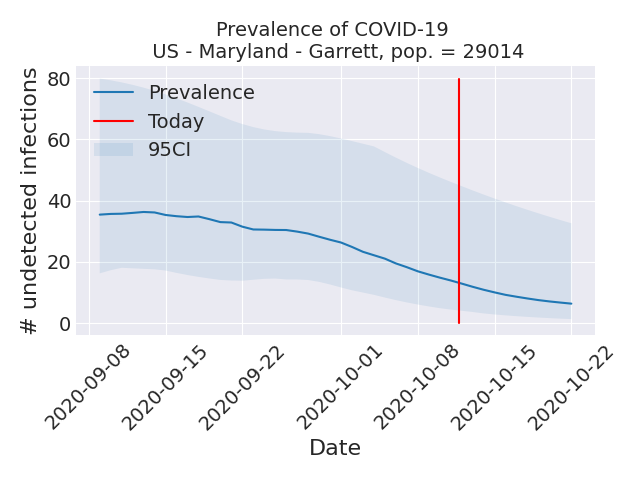 Prevalence of COVID-19
US - Maryland - Garrett, pop. = 29014
# undetected infections
80
60
40
20
0
Prevalence
Today
95CI
2020-09-08
2020-09-15
2020-09-22
2020-10-01
2020-10-08
2020-10-15
2020-10-22
Date